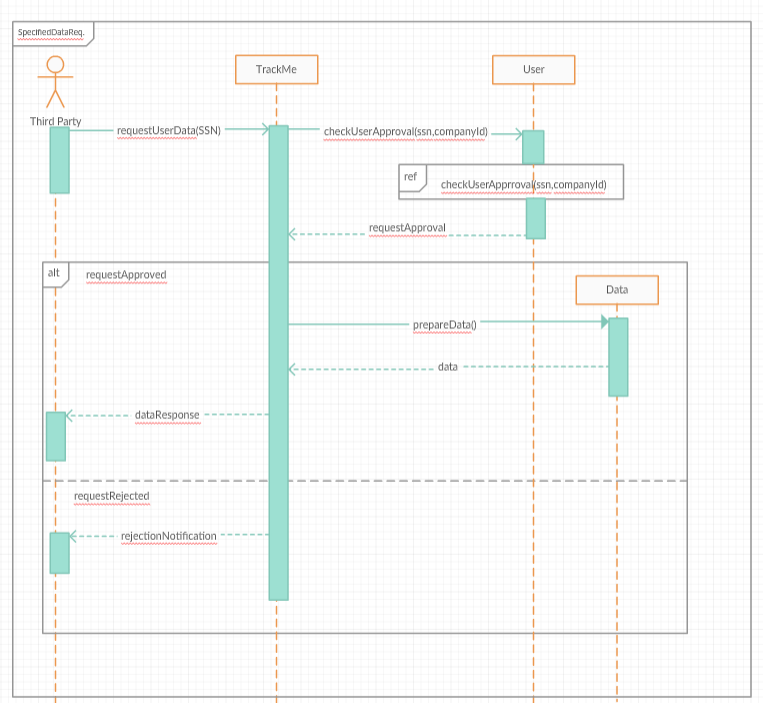 SpecifiedDataReq.
TrackMe
User
Third Party
requestUserData(SSN)
checkUserApproval(ssn,companyId)
ref
checkUserApprroval(ssn,companyId)
requestApproval
alt
requestApproved
Data
prepareData()
data
dataResponse
requestRejected
rejectionNotification